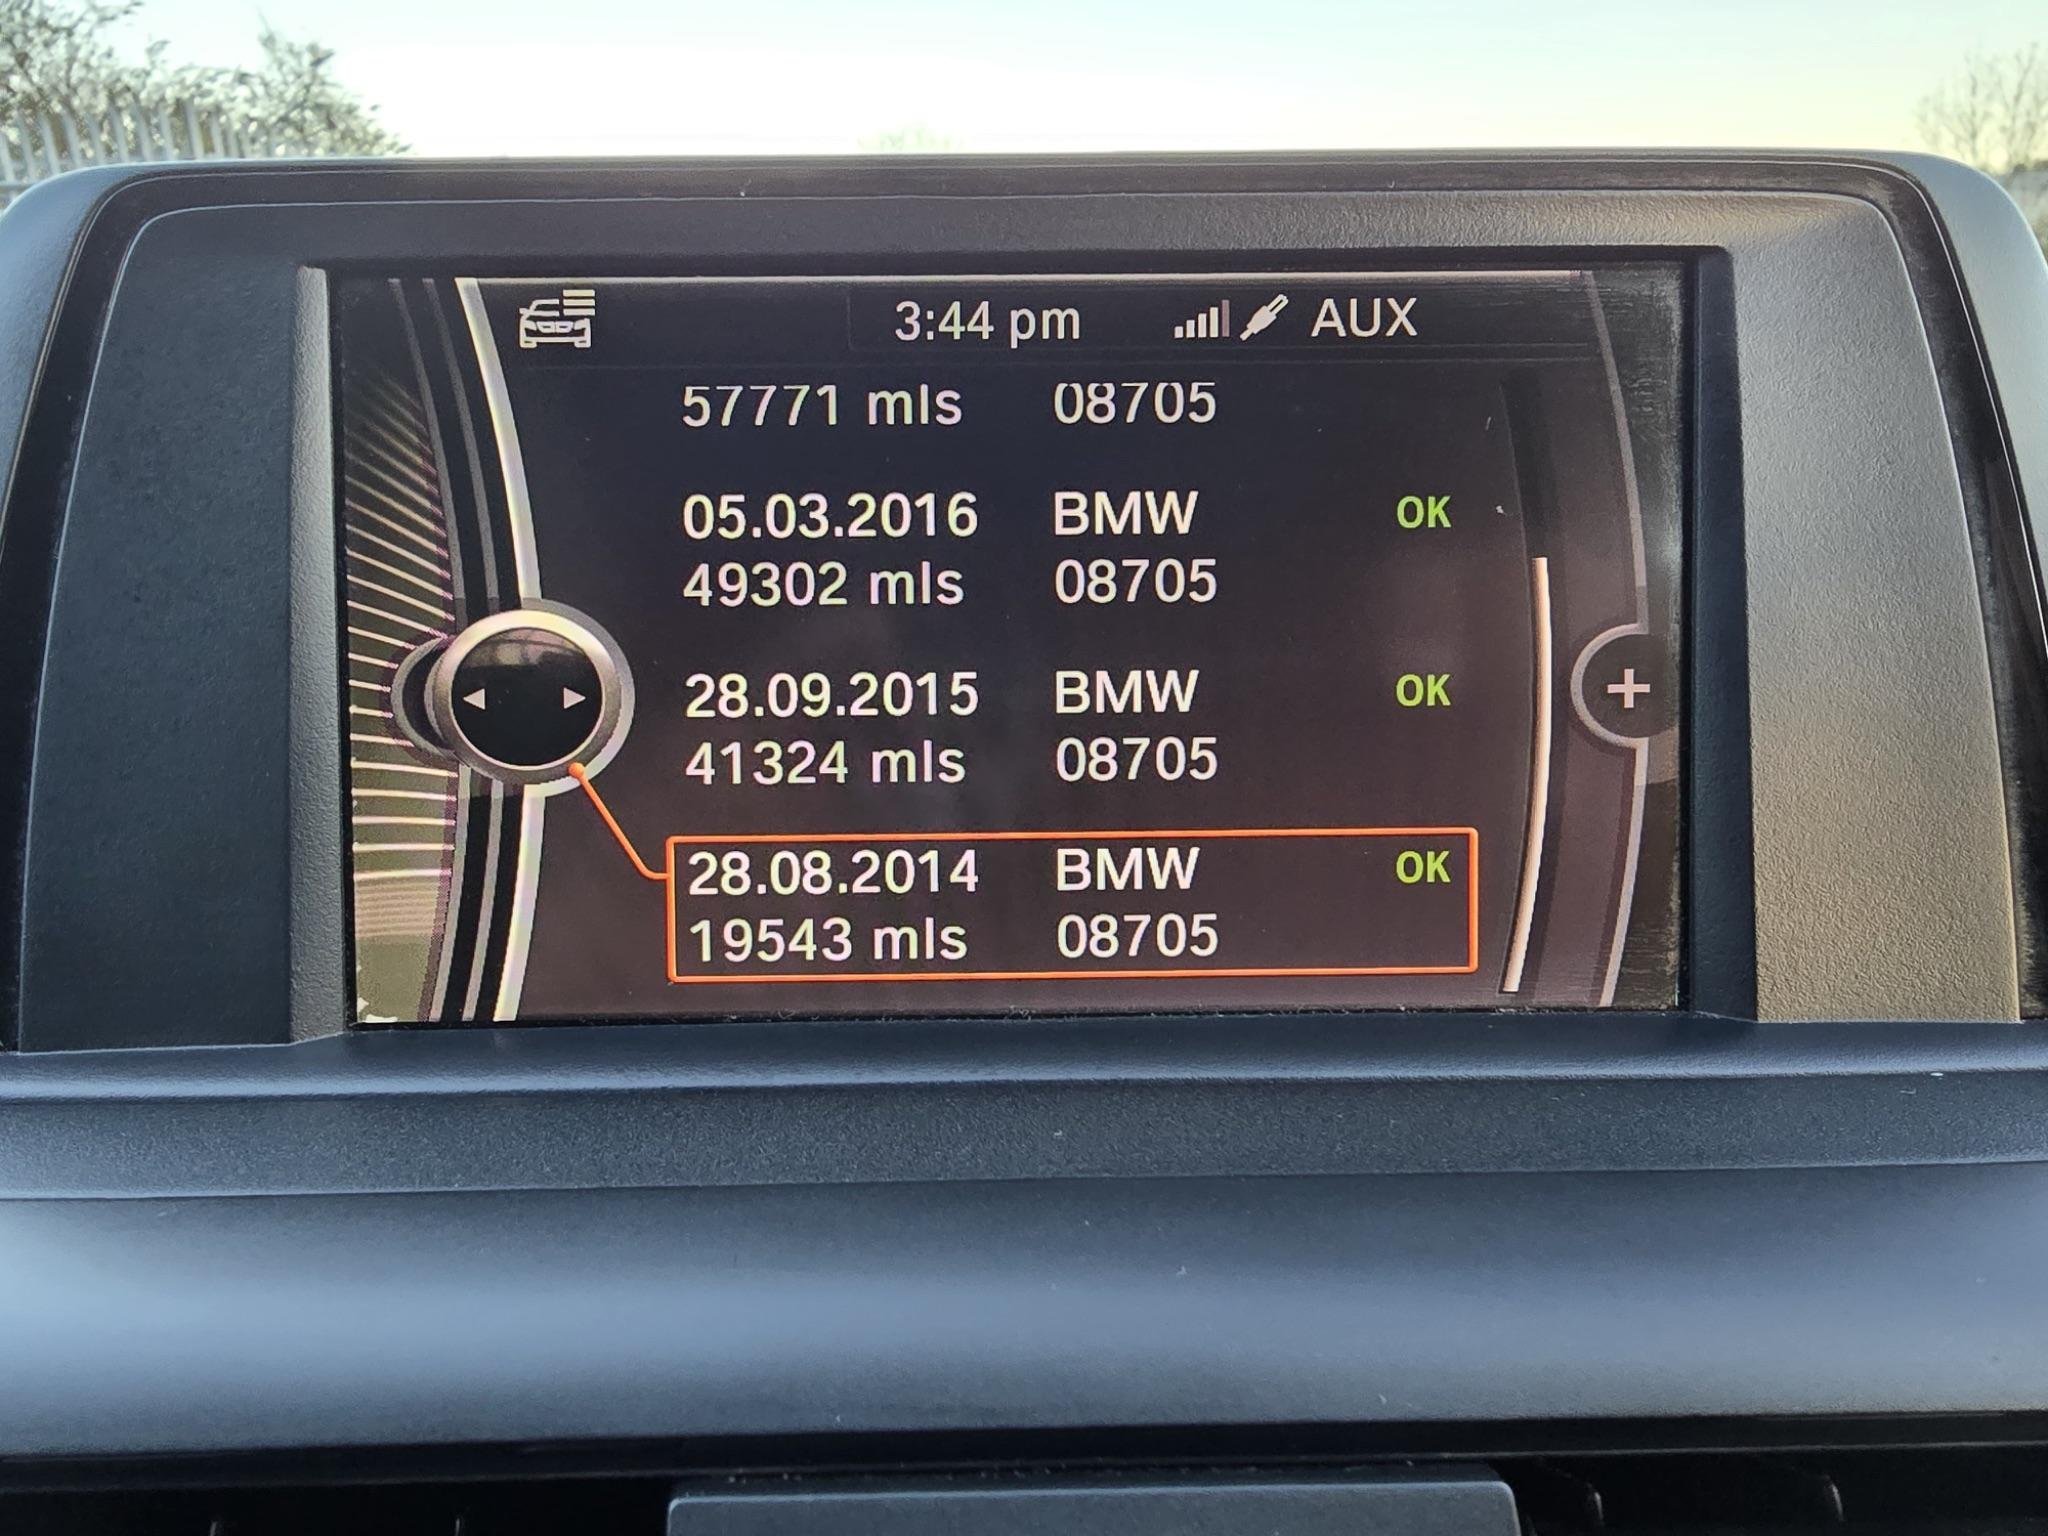 3:44 pm AUX
57771 mls 08705
05.03.2016 BMW OK
49302 mls 08705
28.09.2015 BMW OK
41324 mls 08705
28.08.2014 BMW OK
19543 mls 08705